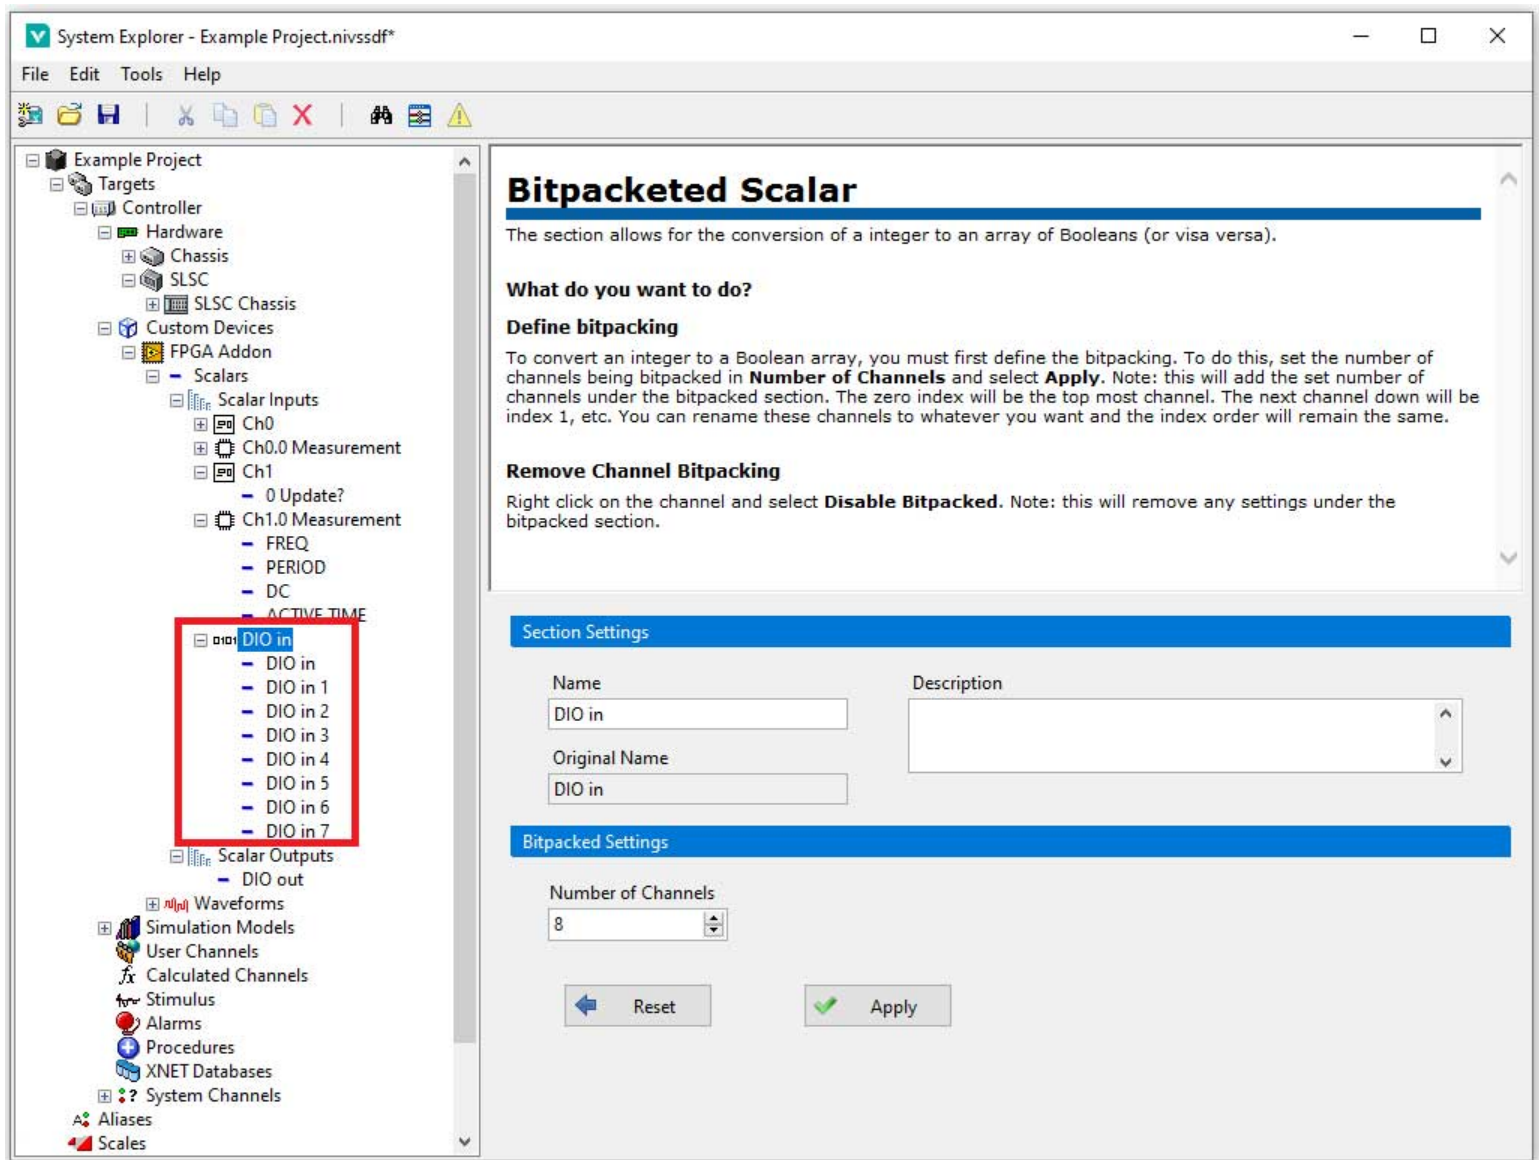 System Explorer - Example Project.nivssdf*
File Edit Tools Help
Example Project
Targets
Controller
Hardware
Chassis
SLSC
SLSC Chassis
Custom Devices
FPGA Addon
Scalars
Scalar Inputs
Ch0
Ch0.0 Measurement
Ch1
0 Update?
Ch1.0 Measurement
FREQ
PERIOD
DC
ACTIVE TIME
DIO in
DIO in
DIO in 1
DIO in 2
DIO in 3
DIO in 4
DIO in 5
DIO in 6
DIO in 7
Scalar Outputs
DIO out
Waveforms
Simulation Models
User Channels
Calculated Channels
Stimulus
Alarms
Procedures
XNET Databases
System Channels
Aliases
Scales
Bitpacketed Scalar
The section allows for the conversion of a integer to an array of Booleans (or visa versa).
What do you want to do?
Define bitpacking
To convert an integer to a Boolean array, you must first define the bitpacking. To do this, set the number of
channels being bitpacked in Number of Channels and select Apply. Note: this will add the set number of
channels under the bitpacked section. The zero index will be the top most channel. The next channel down will be
index 1, etc. You can rename these channels to whatever you want and the index order will remain the same.
Remove Channel Bitpacking
Right click on the channel and select Disable Bitpacked. Note: this will remove any settings under the
bitpacked section.
Section Settings
Name
Description
DIO in
Original Name
DIO in
Bitpacked Settings
Number of Channels
8
Reset
Apply